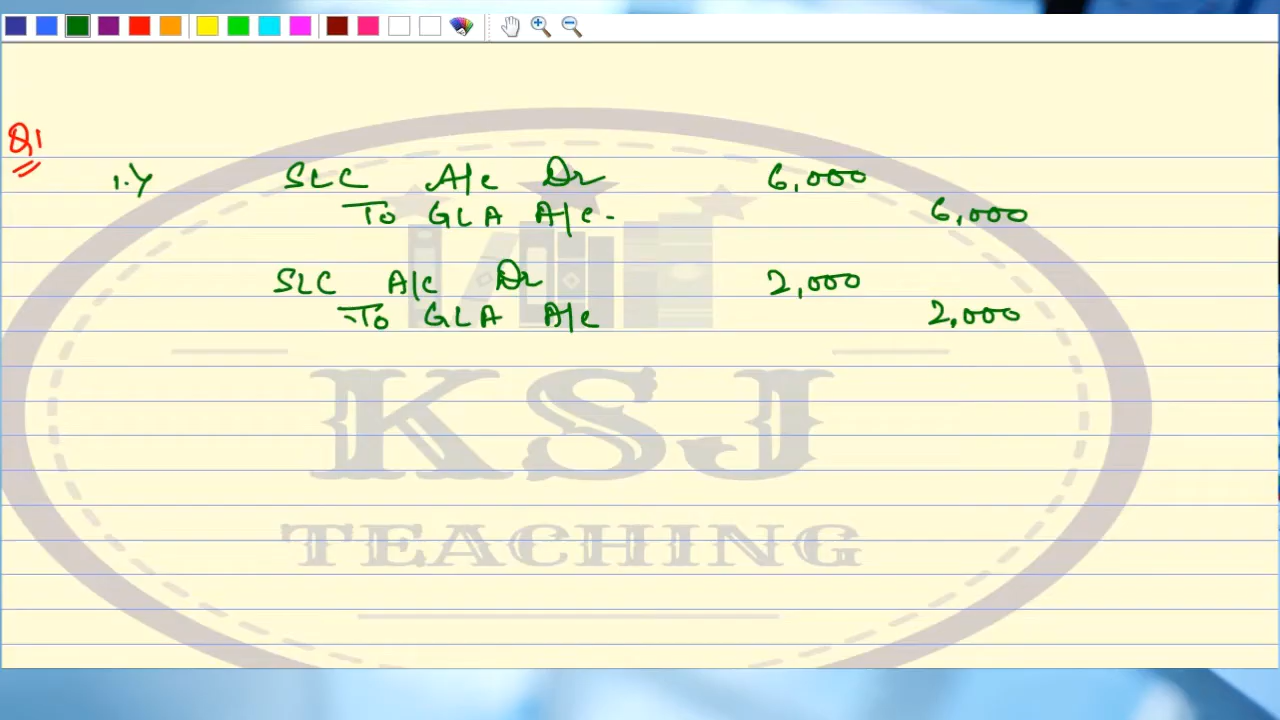 Q1
1.Y SLC A/c Dr 6,000
To GLA A/c. 6,000
SLC A/c Dr 2,000
To GLA A/c 2,000
KSJ
TEACHING